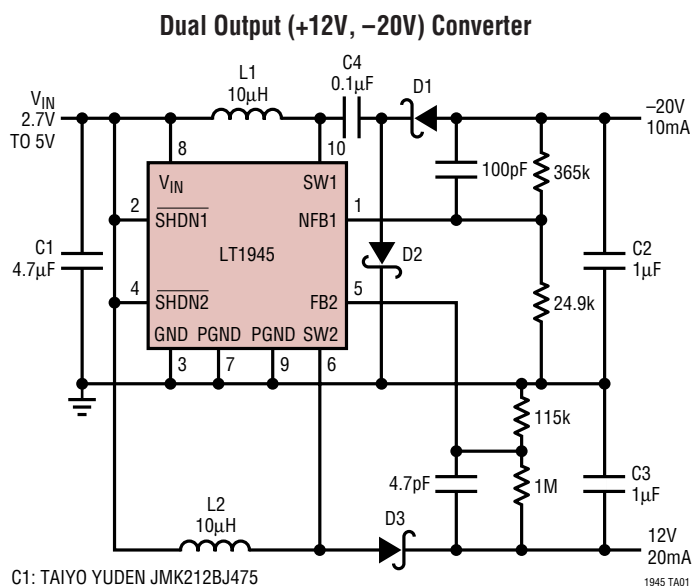 Dual Output (+12V, –20V) Converter
VIN
2.7V
TO 5V
L1
10µH
C4
0.1µF
D1
–20V
10mA
8
10
VIN
SW1
100pF
365k
2
SHDN1
NFB1
1
C1
4.7µF
LT1945
D2
C2
1µF
4
SHDN2
FB2
5
24.9k
GND PGND PGND SW2
3
7
9
6
115k
4.7pF
1M
C3
1µF
L2
10µH
D3
12V
20mA
C1: TAIYO YUDEN JMK212BJ475
1945 TA01